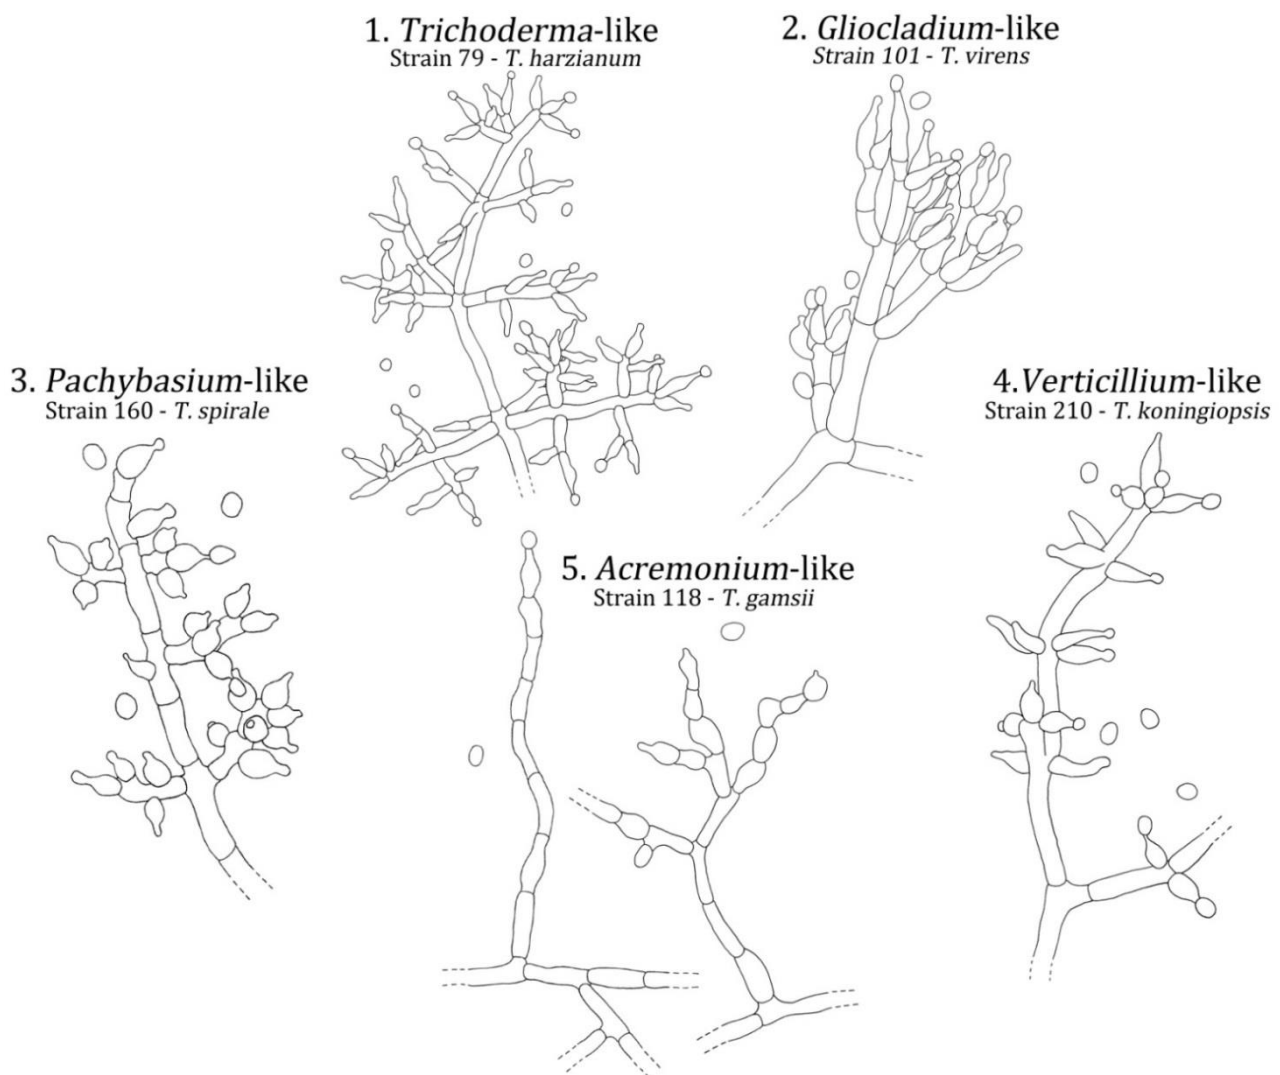 1. Trichoderma-like
Strain 79 - T. harzianum
2. Gliocladium-like
Strain 101 - T. virens
3. Pachybasium-like
Strain 160 - T. spirale
4.Verticillium-like
Strain 210 - T. koningiopsis
5. Acremonium-like
Strain 118 - T. gamsii